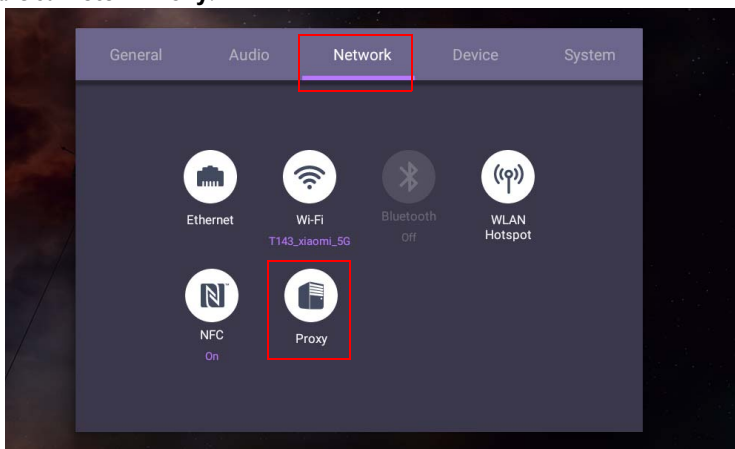 General Audio Network Device System
Ethernet Wi-Fi Bluetooth WLAN
T143_xiaomi_5G Off Hotspot
NFC Proxy
On